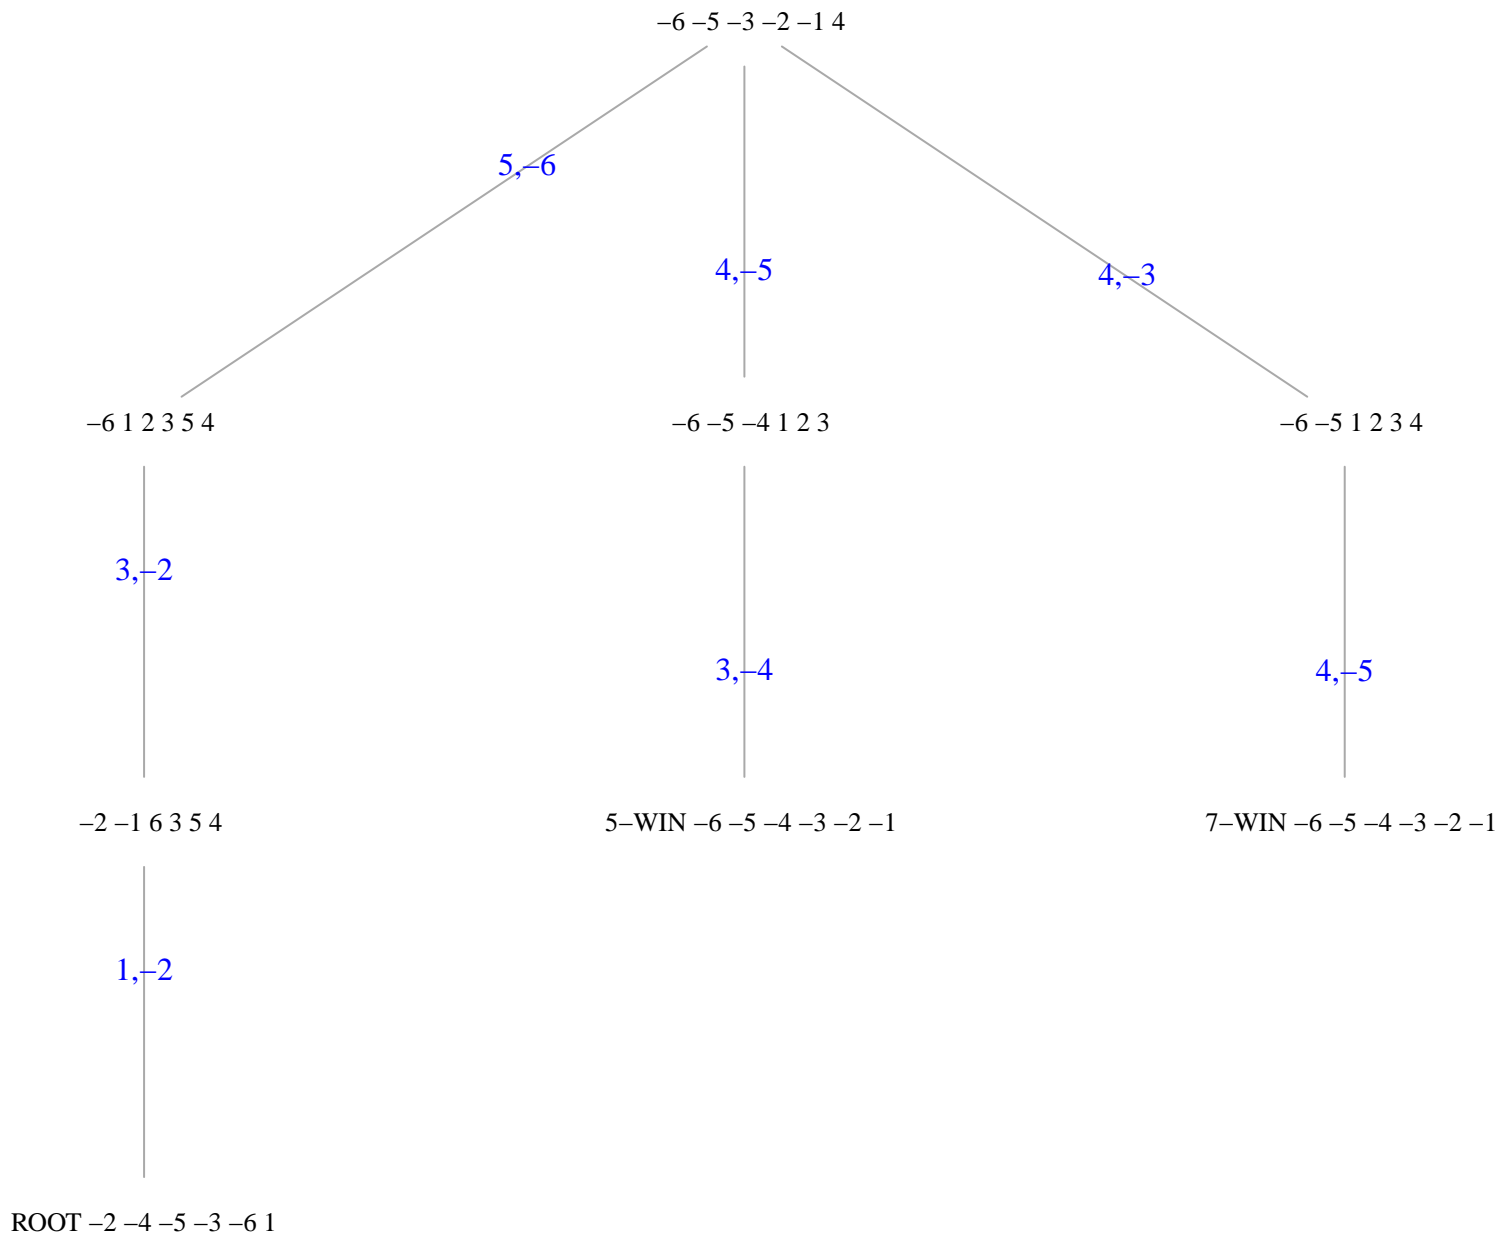 –6 –5 –3 –2 –1 4
5,–6
4,–5
4,–3
–6 1 2 3 5 4
–6 –5 –4 1 2 3
–6 –5 1 2 3 4
3,–2
3,–4
4,–5
–2 –1 6 3 5 4
5–WIN –6 –5 –4 –3 –2 –1
7–WIN –6 –5 –4 –3 –2 –1
1,–2
ROOT –2 –4 –5 –3 –6 1